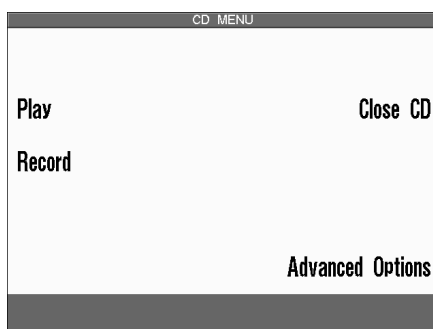 CD MENU
Play
Close CD
Record
Advanced Options